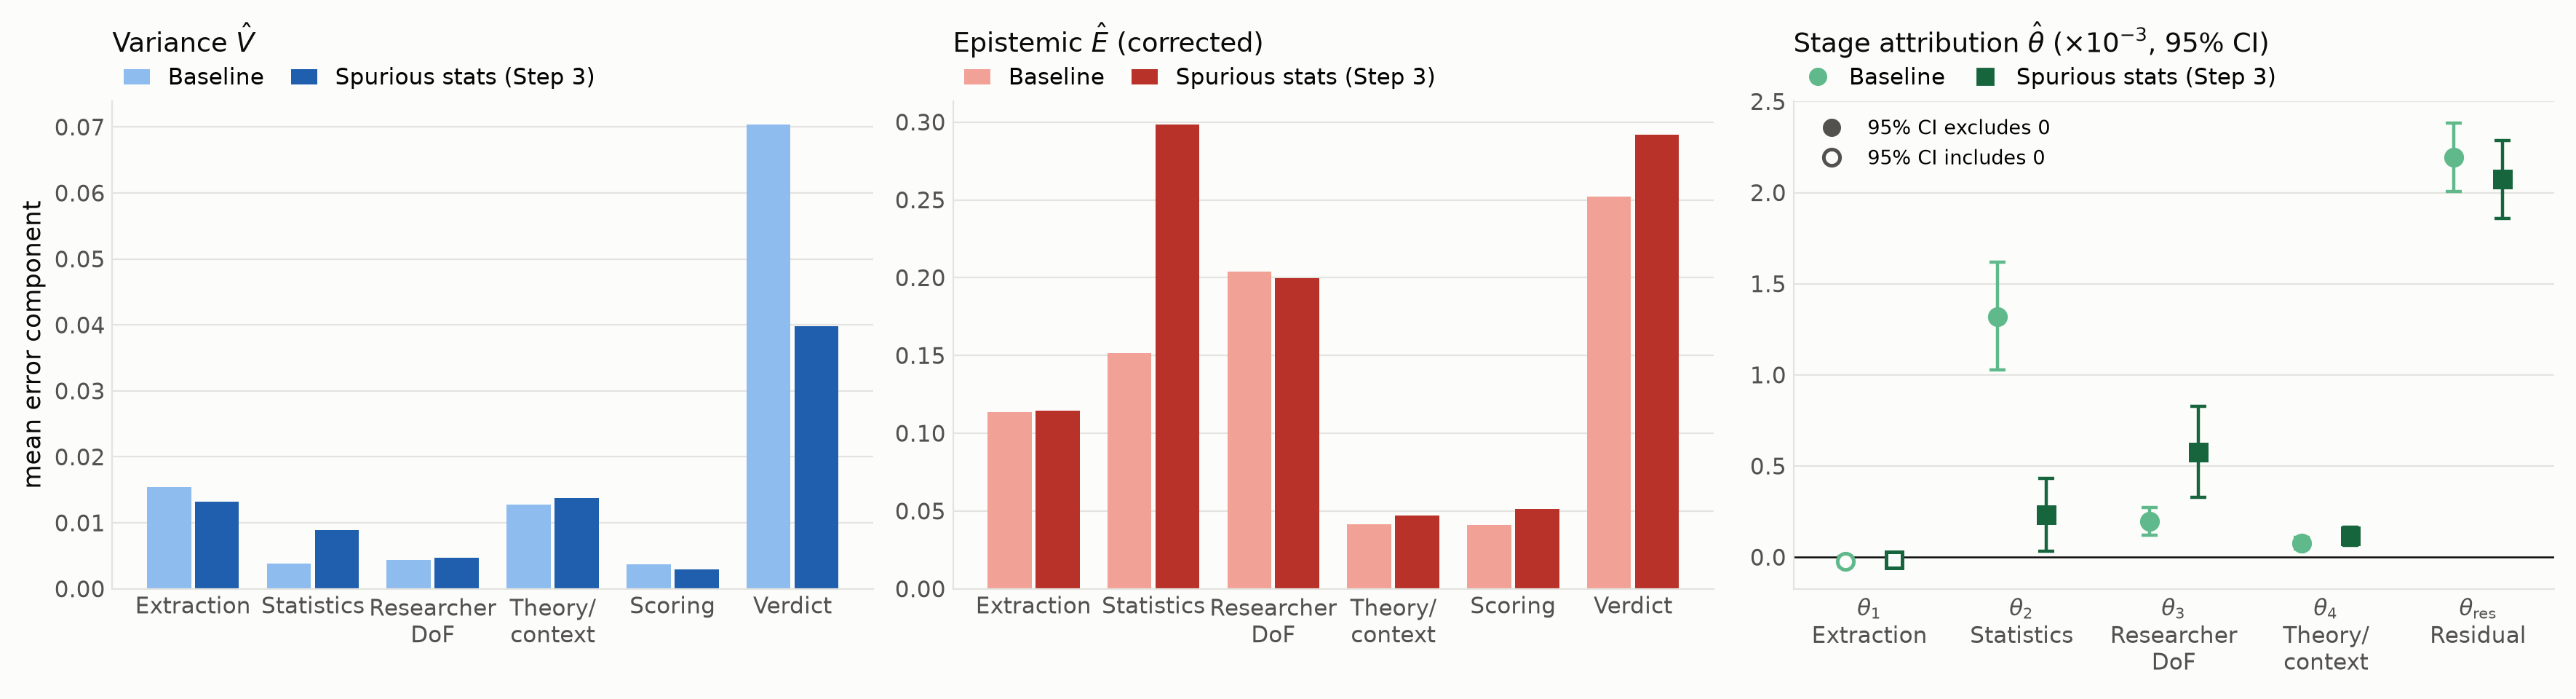 Variance V̂
Baseline
Spurious stats (Step 3)
mean error component
0.07
0.06
0.05
0.04
0.03
0.02
0.01
0.00
Extraction
Statistics
Researcher
DoF
Theory/
context
Scoring
Verdict
Epistemic Ê (corrected)
Baseline
Spurious stats (Step 3)
0.30
0.25
0.20
0.15
0.10
0.05
0.00
Extraction
Statistics
Researcher
DoF
Theory/
context
Scoring
Verdict
Stage attribution θ̂ (×10⁻³, 95% CI)
Baseline
Spurious stats (Step 3)
95% CI excludes 0
95% CI includes 0
2.5
2.0
1.5
1.0
0.5
0.0
θ₁
Extraction
θ₂
Statistics
θ₃
Researcher
DoF
θ₄
Theory/
context
θres
Residual